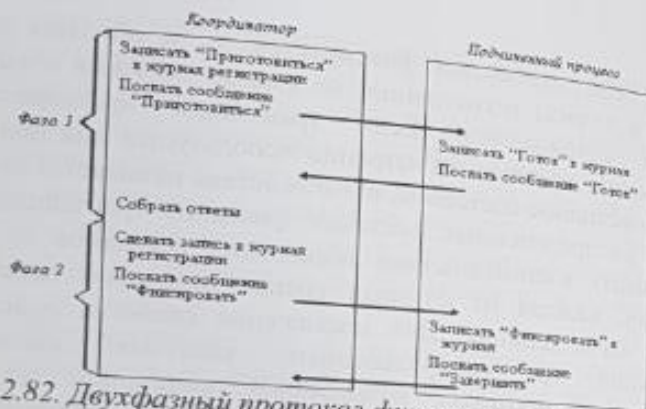 Координатор
Подчиненный процесс
Записать "Приготовиться"
в журнал регистрации
Послать сообщение
"Приготовиться"
Фаза 1
Записать "Готов" в журнал
Послать сообщение "Готов"
Собрать ответы
Сделать запись в журнал
регистрации
Фаза 2
Послать сообщение
"Фиксировать"
Записать "Фиксировать" в
журнал
Послать сообщение
"Завершить"
2.82. Двухфазный протокол